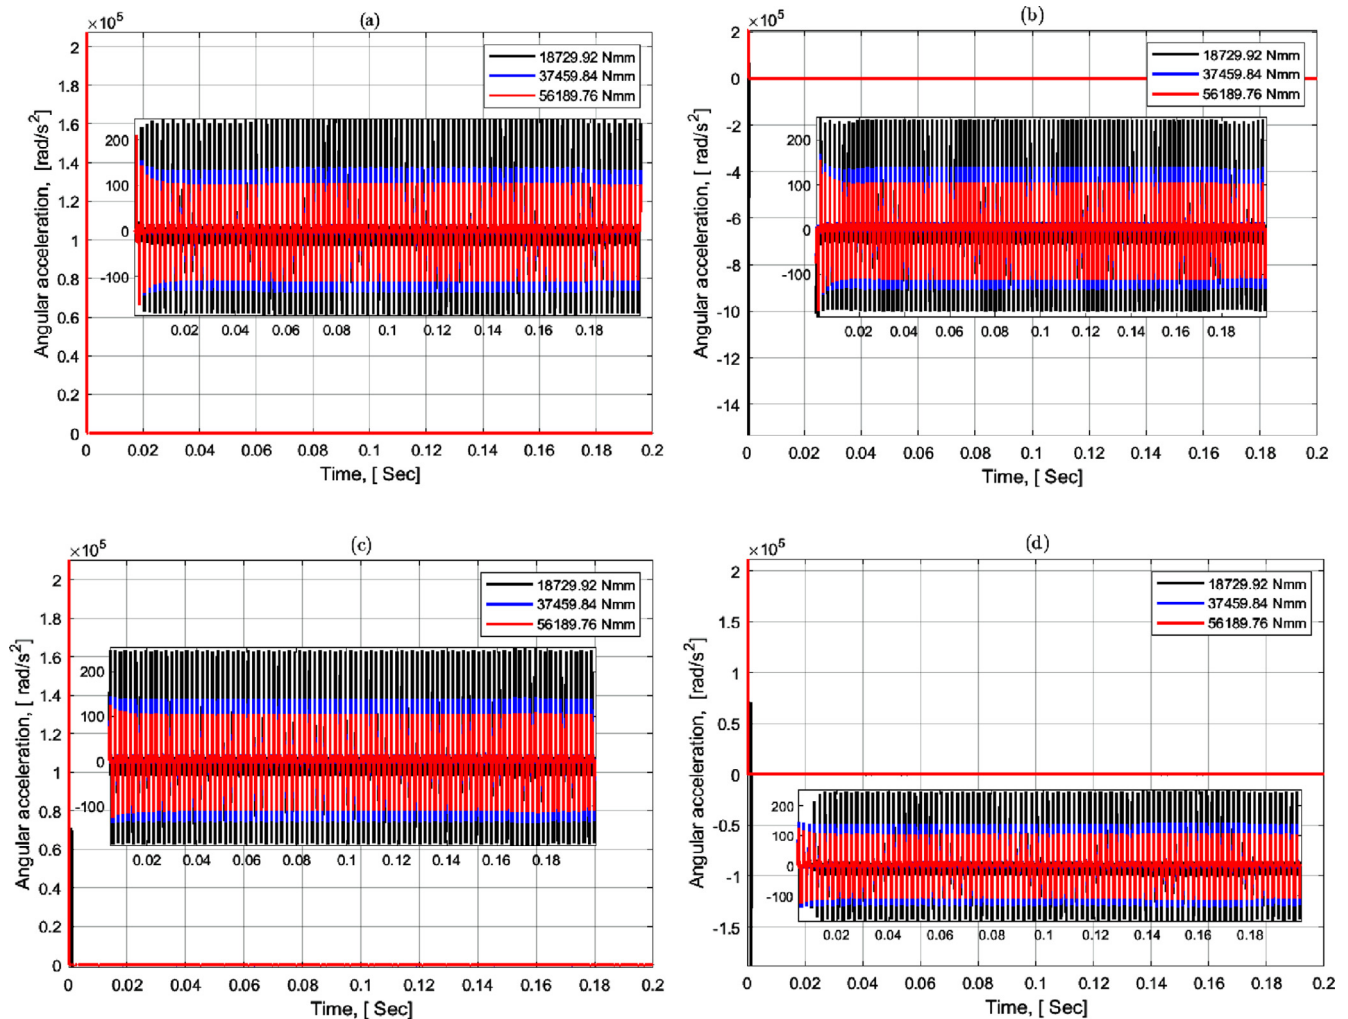 (a)
×10⁵
2
1.8
1.6
1.4
1.2
1
0.8
0.6
0.4
0.2
0
Angular acceleration, [rad/s²]
18729.92 Nmm
37459.84 Nmm
56189.76 Nmm
200
100
0
-100
0.02 0.04 0.06 0.08 0.1 0.12 0.14 0.16 0.18
0 0.02 0.04 0.06 0.08 0.1 0.12 0.14 0.16 0.18 0.2
Time, [ Sec]
(b)
×10⁵
2
0
-2
-4
-6
-8
-10
-12
-14
Angular acceleration, [ rad/s²]
18729.92 Nmm
37459.84 Nmm
56189.76 Nmm
200
100
0
-100
0.02 0.04 0.06 0.08 0.1 0.12 0.14 0.16 0.18
0 0.02 0.04 0.06 0.08 0.1 0.12 0.14 0.16 0.18 0.2
Time, [ Sec]
(c)
×10⁵
2
1.8
1.6
1.4
1.2
1
0.8
0.6
0.4
0.2
0
Angular acceleration, [ rad/s²]
18729.92 Nmm
37459.84 Nmm
56189.76 Nmm
200
100
0
-100
0.02 0.04 0.06 0.08 0.1 0.12 0.14 0.16 0.18
0 0.02 0.04 0.06 0.08 0.1 0.12 0.14 0.16 0.18 0.2
Time, [ Sec]
(d)
×10⁵
2
1.5
1
0.5
0
-0.5
-1
-1.5
Angular acceleration, [rad/s²]
18729.92 Nmm
37459.84 Nmm
56189.76 Nmm
200
100
0
-100
0.02 0.04 0.06 0.08 0.1 0.12 0.14 0.16 0.18
0 0.02 0.04 0.06 0.08 0.1 0.12 0.14 0.16 0.18 0.2
Time, [ Sec]